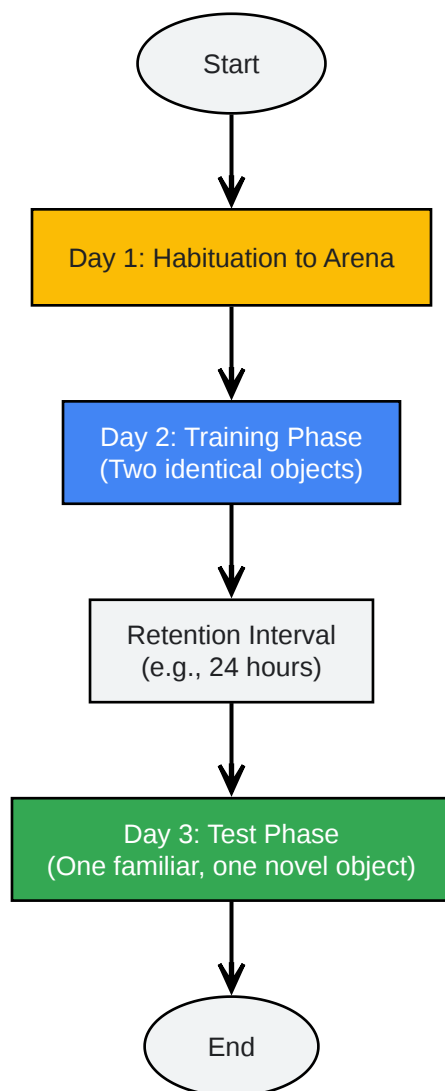 Start
Day 1: Habituation to Arena
Day 2: Training Phase
(Two identical objects)
Retention Interval
(e.g., 24 hours)
Day 3: Test Phase
(One familiar, one novel object)
End